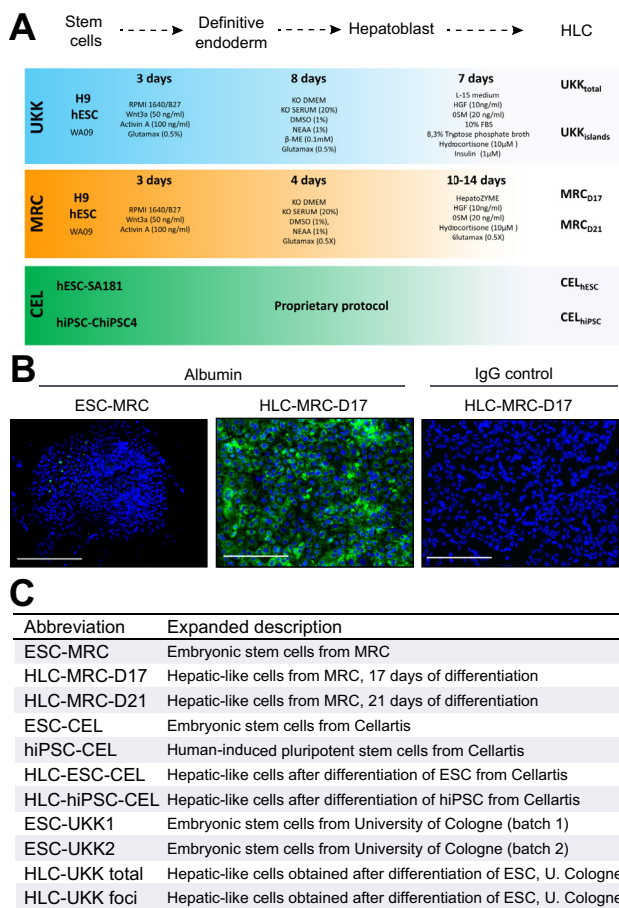 A
Stem cells
Definitive endoderm
Hepatoblast
HLC
UKK
H9
hESC
WA09
3 days
RPMI 1640/B27
Wnt3a (50 ng/ml)
Activin A (100 ng/ml)
Glutamax (0.5%)
8 days
KO DMEM
KO SERUM (20%)
DMSO (1%)
NEAA (1%)
β-ME (0.1mM)
Glutamax (0.5%)
7 days
L-15 medium
HGF (10ng/ml)
0SM (20 ng/ml)
10% FBS
8,3% Tryptose phosphate broth
Hydrocortisone (10μM )
Insulin (1μM)
UKKtotal
UKKislands
MRC
H9
hESC
WA09
3 days
RPMI 1640/B27
Wnt3a (50 ng/ml)
Activin A (100 ng/ml)
4 days
KO DMEM
KO SERUM (20%)
DMSO (1%),
NEAA (1%)
Glutamax (0.5X)
10-14 days
HepatoZYME
HGF (10ng/ml)
0SM (20 ng/ml)
Hydrocortisone (10μM )
Glutamax (0.5X)
MRCD17
MRCD21
CEL
hESC-SA181
hiPSC-ChiPSC4
Proprietary protocol
CELhESC
CELhiPSC
B
Albumin
IgG control
ESC-MRC
HLC-MRC-D17
HLC-MRC-D17
C
Abbreviation Expanded description
ESC-MRC Embryonic stem cells from MRC
HLC-MRC-D17 Hepatic-like cells from MRC, 17 days of differentiation
HLC-MRC-D21 Hepatic-like cells from MRC, 21 days of differentiation
ESC-CEL Embryonic stem cells from Cellartis
hiPSC-CEL Human-induced pluripotent stem cells from Cellartis
HLC-ESC-CEL Hepatic-like cells after differentiation of ESC from Cellartis
HLC-hiPSC-CEL Hepatic-like cells after differentiation of hiPSC from Cellartis
ESC-UKK1 Embryonic stem cells from University of Cologne (batch 1)
ESC-UKK2 Embryonic stem cells from University of Cologne (batch 2)
HLC-UKK total Hepatic-like cells obtained after differentiation of ESC, U. Cologne
HLC-UKK foci Hepatic-like cells obtained after differentiation of ESC, U. Cologne